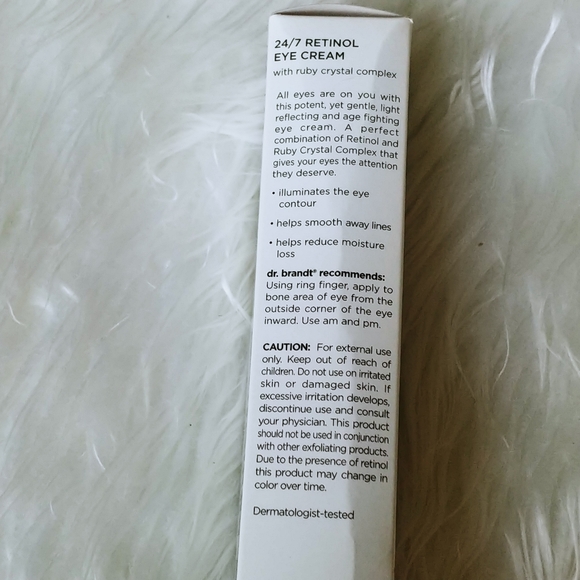 24/7 RETINOL
EYE CREAM
with ruby crystal complex
All eyes are on you with
this potent, yet gentle, light
reflecting and age fighting
eye cream. A perfect
combination of Retinol and
Ruby Crystal Complex that
gives your eyes the attention
they deserve.
• illuminates the eye
contour
• helps smooth away lines
• helps reduce moisture
loss
dr. brandt® recommends:
Using ring finger, apply to
bone area of eye from the
outside corner of the eye
inward. Use am and pm.
CAUTION: For external use
only. Keep out of reach of
children. Do not use on irritated
skin or damaged skin. If
excessive irritation develops,
discontinue use and consult
your physician. This product
should not be used in conjunction
with other exfoliating products.
Due to the presence of retinol
this product may change in
color over time.
Dermatologist-tested